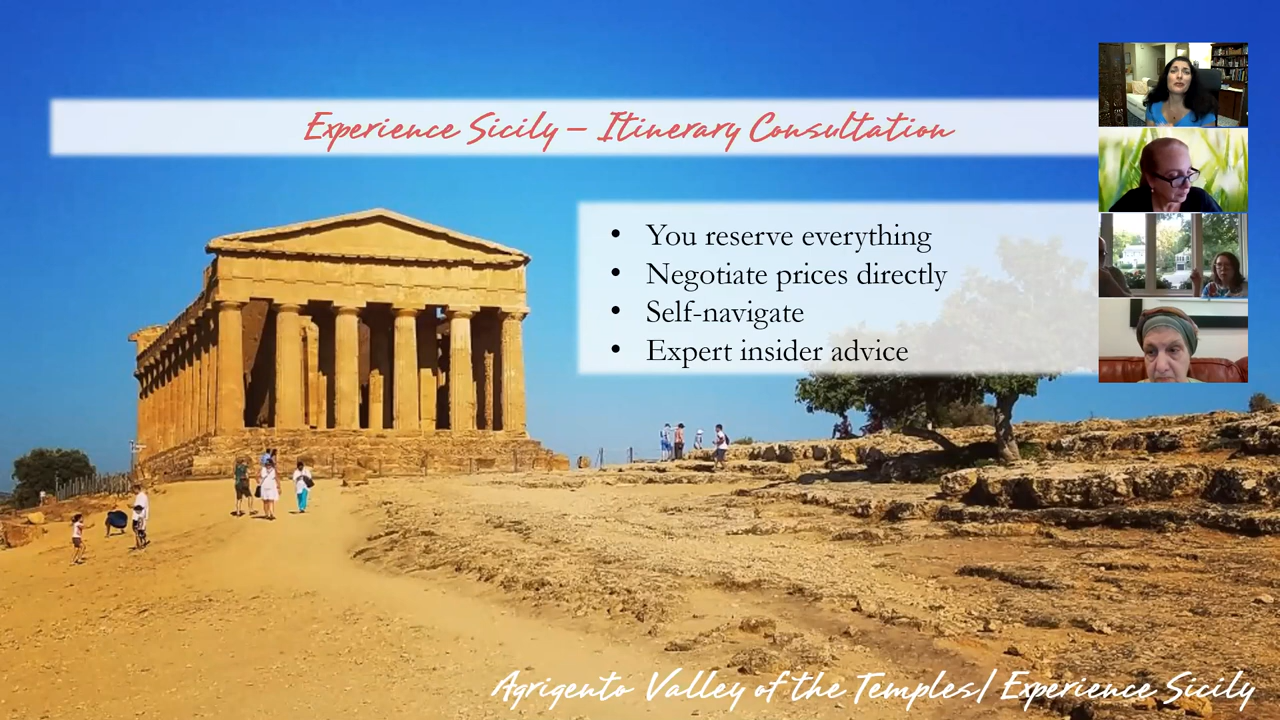 Experience Sicily – Itinerary Consultation
• You reserve everything
• Negotiate prices directly
• Self-navigate
• Expert insider advice
Agrigento Valley of the Temples/ Experience Sicily